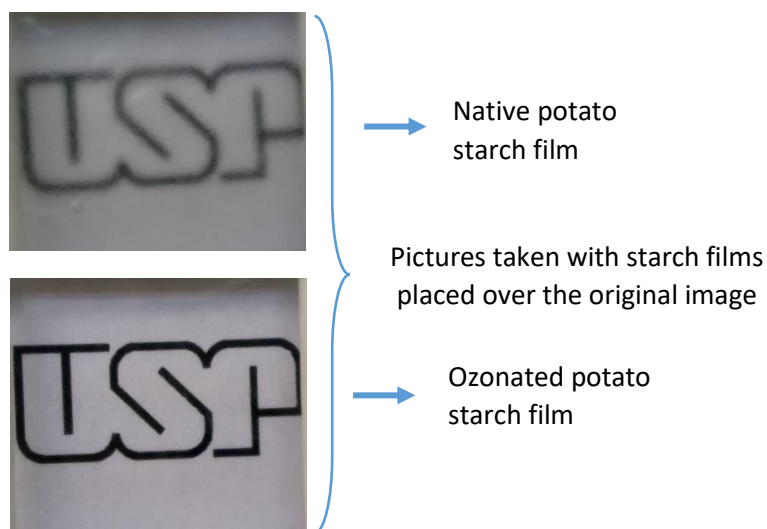 USP
Native potato
starch film
Pictures taken with starch films
placed over the original image
USP
Ozonated potato
starch film